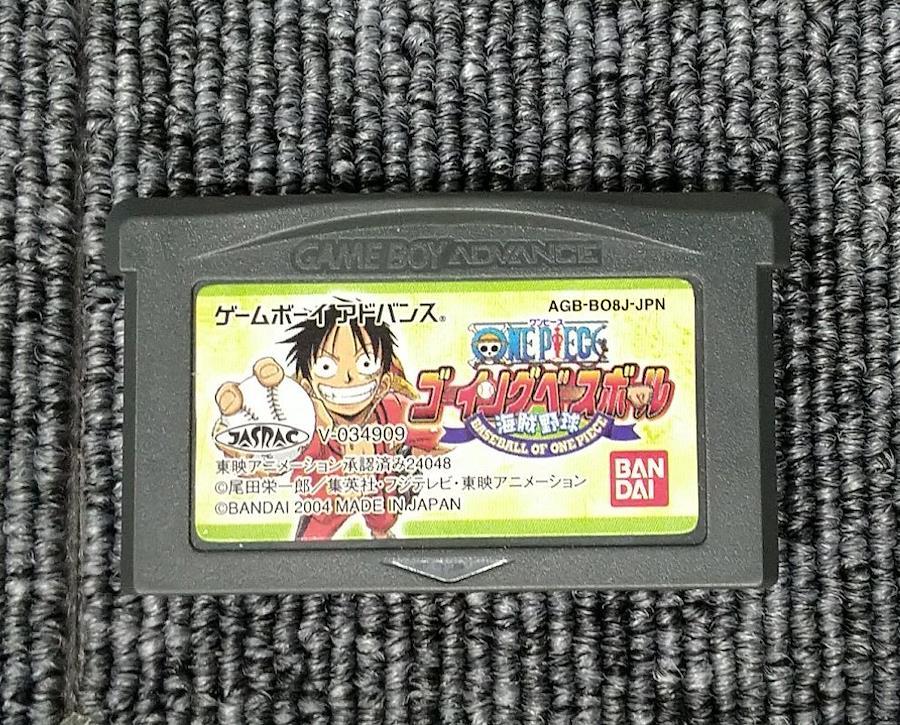 GAME BOY ADVANCE
ゲームボーイアドバンス®
AGB-BO8J-JPN
ワンピース
ONE PIECE
ゴーイングベースボール
海賊野球
BASEBALL OF ONE PIECE
JASRAC
V-034909
東映アニメーション承認済み24048
©尾田栄一郎／集英社・フジテレビ・東映アニメーション
©BANDAI 2004 MADE IN JAPAN
BAN
DAI